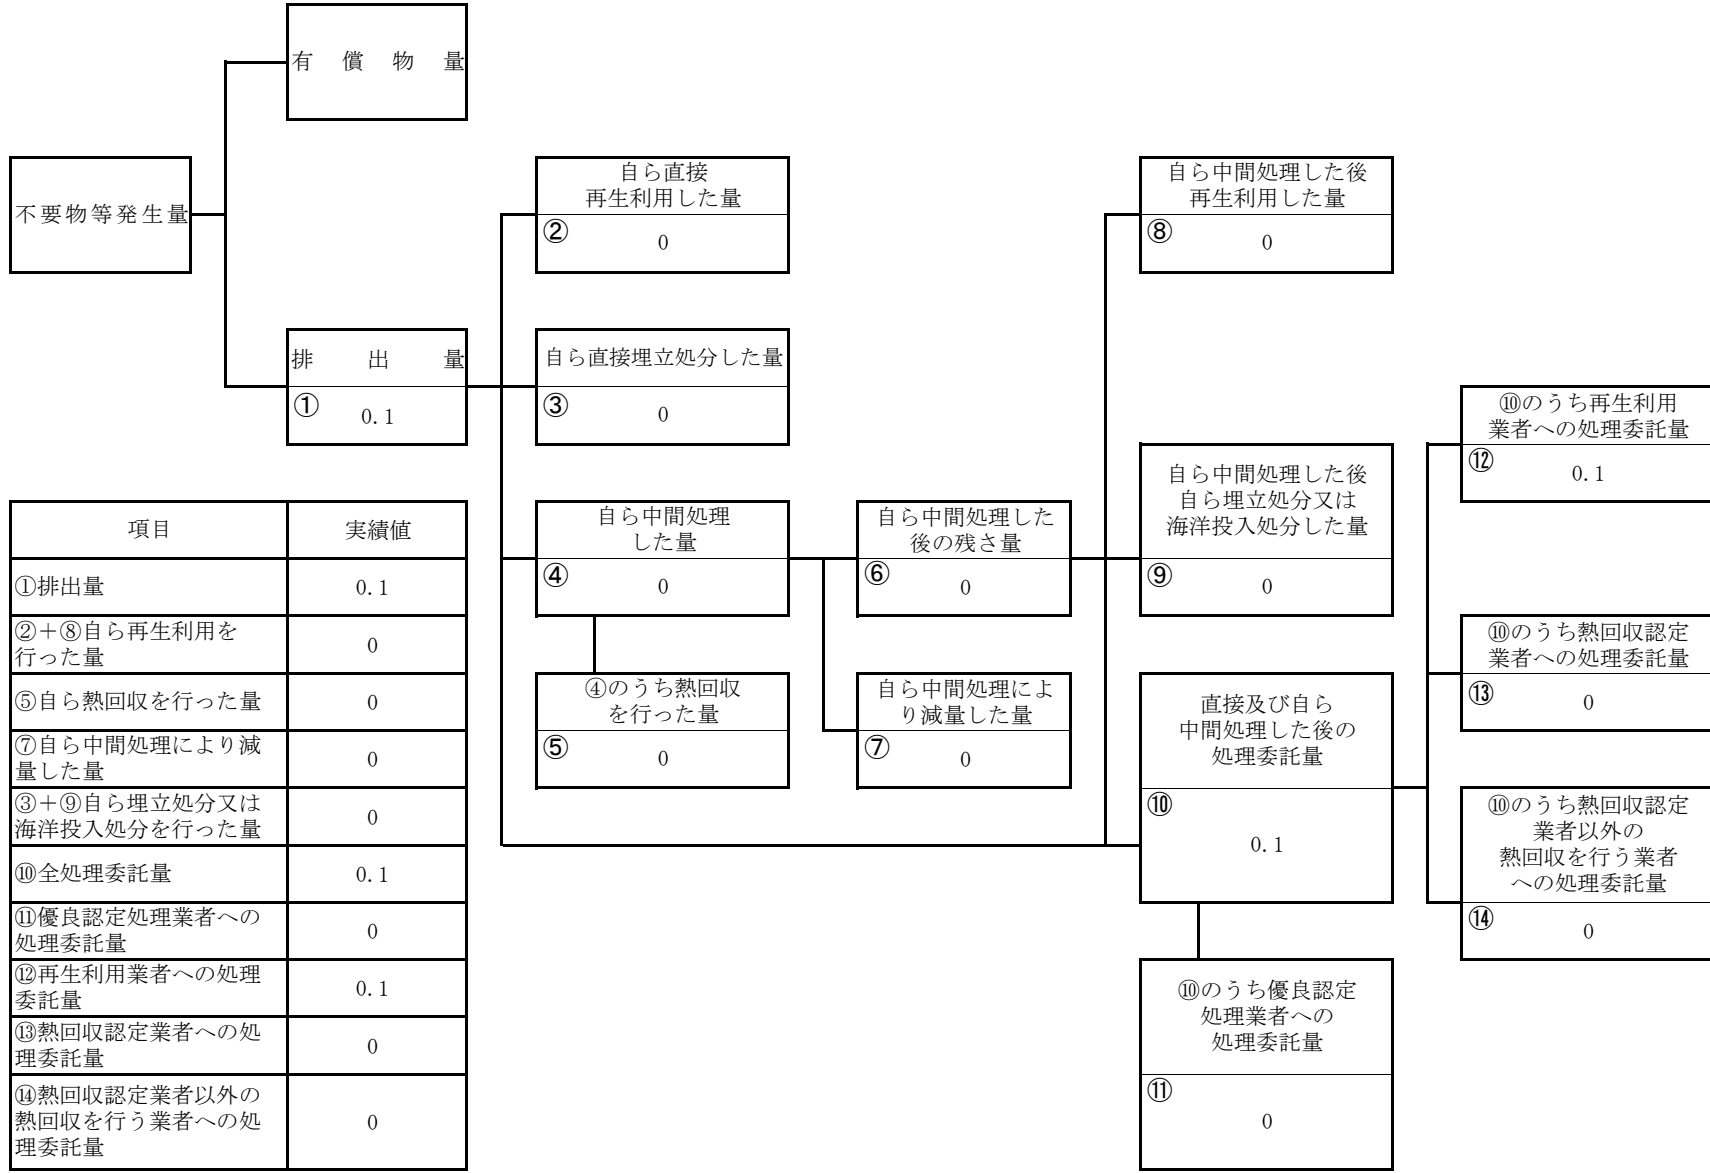 有償物量
不要物等発生量
排出量
①
0.1
自ら直接
再生利用した量
②
0
自ら直接埋立処分した量
③
0
自ら中間処理
した量
④
0
④のうち熱回収
を行った量
⑤
0
自ら中間処理した
後の残さ量
⑥
0
自ら中間処理によ
り減量した量
⑦
0
自ら中間処理した後
再生利用した量
⑧
0
自ら中間処理した後
自ら埋立処分又は
海洋投入処分した量
⑨
0
直接及び自ら
中間処理した後の
処理委託量
⑩
0.1
⑩のうち優良認定
処理業者への
処理委託量
⑪
0
⑩のうち再生利用
業者への処理委託量
⑫
0.1
⑩のうち熱回収認定
業者への処理委託量
⑬
0
⑩のうち熱回収認定
業者以外の
熱回収を行う業者
への処理委託量
⑭
0
項目 実績値
①排出量 0.1
②＋⑧自ら再生利用を
行った量 0
⑤自ら熱回収を行った量 0
⑦自ら中間処理により減
量した量 0
③＋⑨自ら埋立処分又は
海洋投入処分を行った量 0
⑩全処理委託量 0.1
⑪優良認定処理業者への
処理委託量 0
⑫再生利用業者への処理
委託量 0.1
⑬熱回収認定業者への処
理委託量 0
⑭熱回収認定業者以外の
熱回収を行う業者への処
理委託量 0